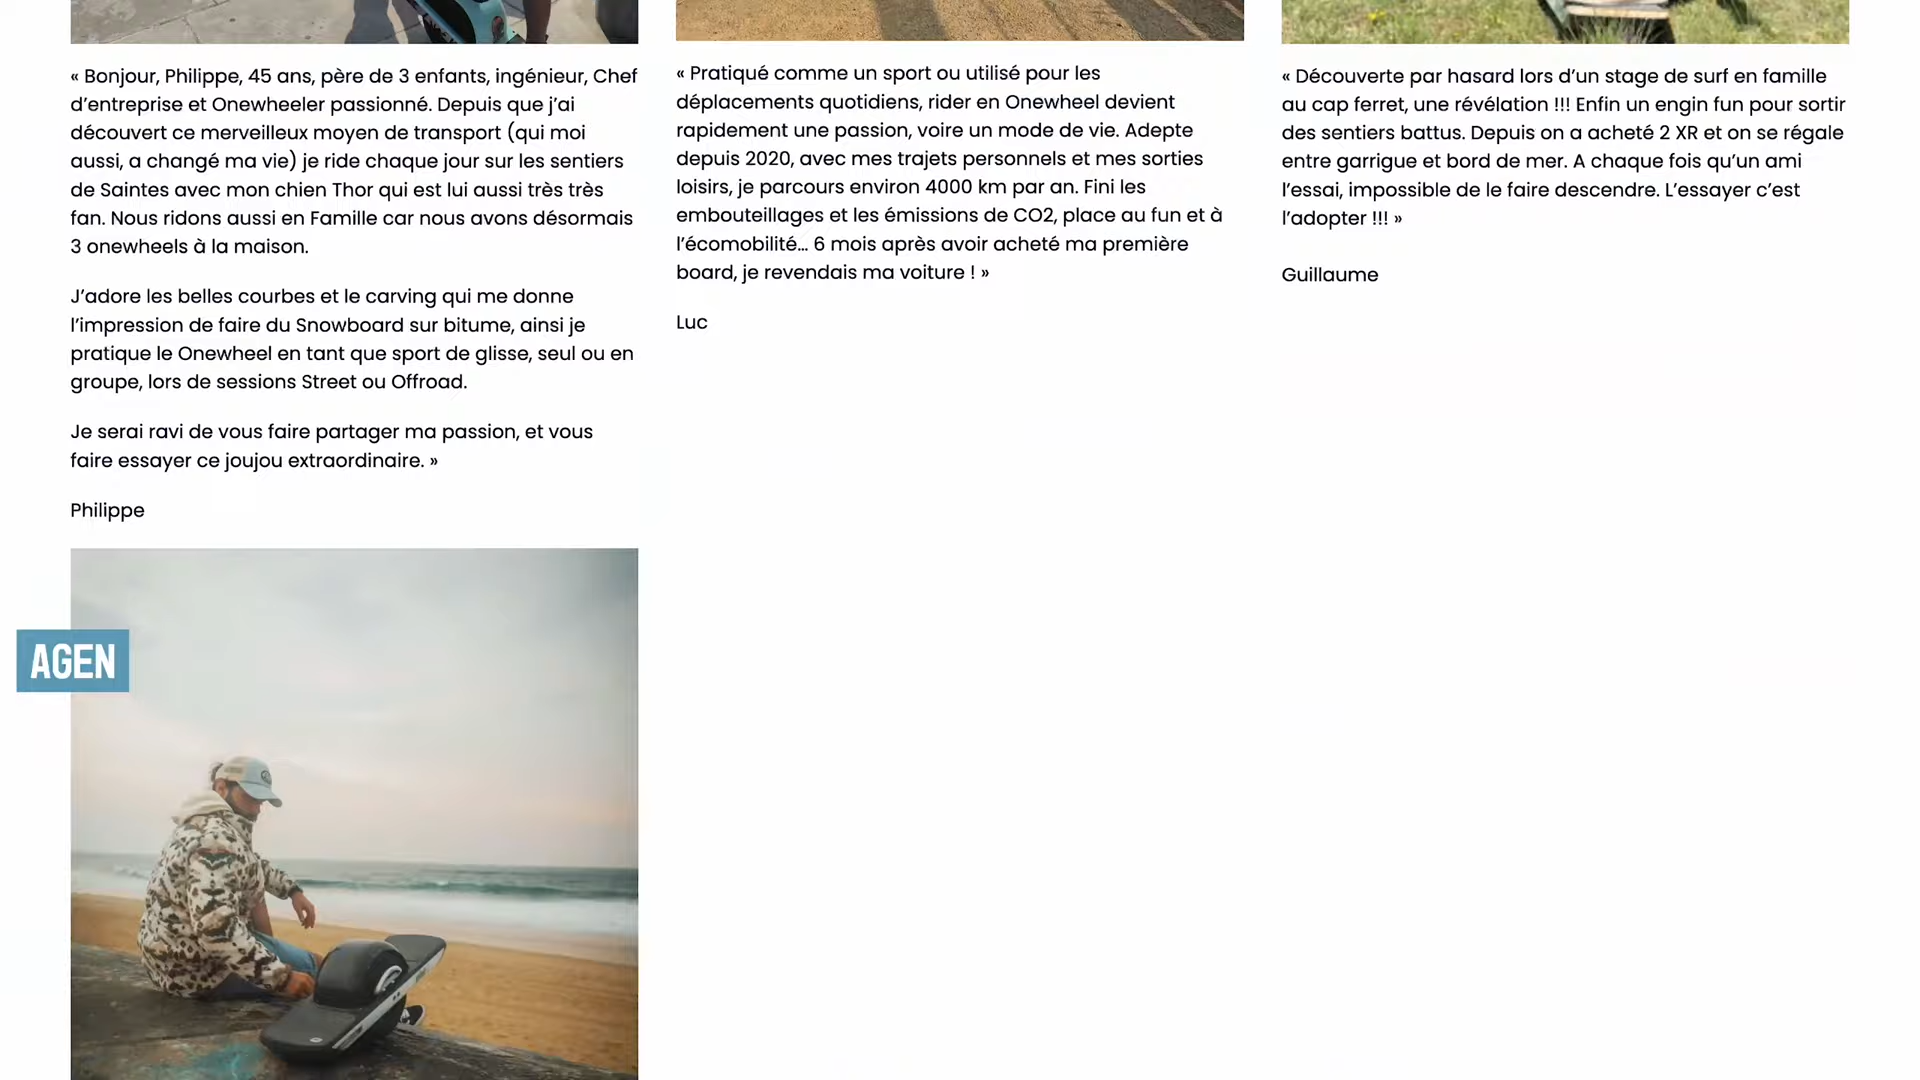 « Bonjour, Philippe, 45 ans, père de 3 enfants, ingénieur, Chef
d’entreprise et Onewheeler passionné. Depuis que j’ai
découvert ce merveilleux moyen de transport (qui moi
aussi, a changé ma vie) je ride chaque jour sur les sentiers
de Saintes avec mon chien Thor qui est lui aussi très très
fan. Nous ridons aussi en Famille car nous avons désormais
3 onewheels à la maison.
J’adore les belles courbes et le carving qui me donne
l’impression de faire du Snowboard sur bitume, ainsi je
pratique le Onewheel en tant que sport de glisse, seul ou en
groupe, lors de sessions Street ou Offroad.
Je serai ravi de vous faire partager ma passion, et vous
faire essayer ce joujou extraordinaire. »
Philippe
« Pratiqué comme un sport ou utilisé pour les
déplacements quotidiens, rider en Onewheel devient
rapidement une passion, voire un mode de vie. Adepte
depuis 2020, avec mes trajets personnels et mes sorties
loisirs, je parcours environ 4000 km par an. Fini les
embouteillages et les émissions de CO2, place au fun et à
l’écomobilité… 6 mois après avoir acheté ma première
board, je revendais ma voiture ! »
Luc
« Découverte par hasard lors d’un stage de surf en famille
au cap ferret, une révélation !!! Enfin un engin fun pour sortir
des sentiers battus. Depuis on a acheté 2 XR et on se régale
entre garrigue et bord de mer. A chaque fois qu’un ami
l’essai, impossible de le faire descendre. L’essayer c’est
l’adopter !!! »
Guillaume
AGEN